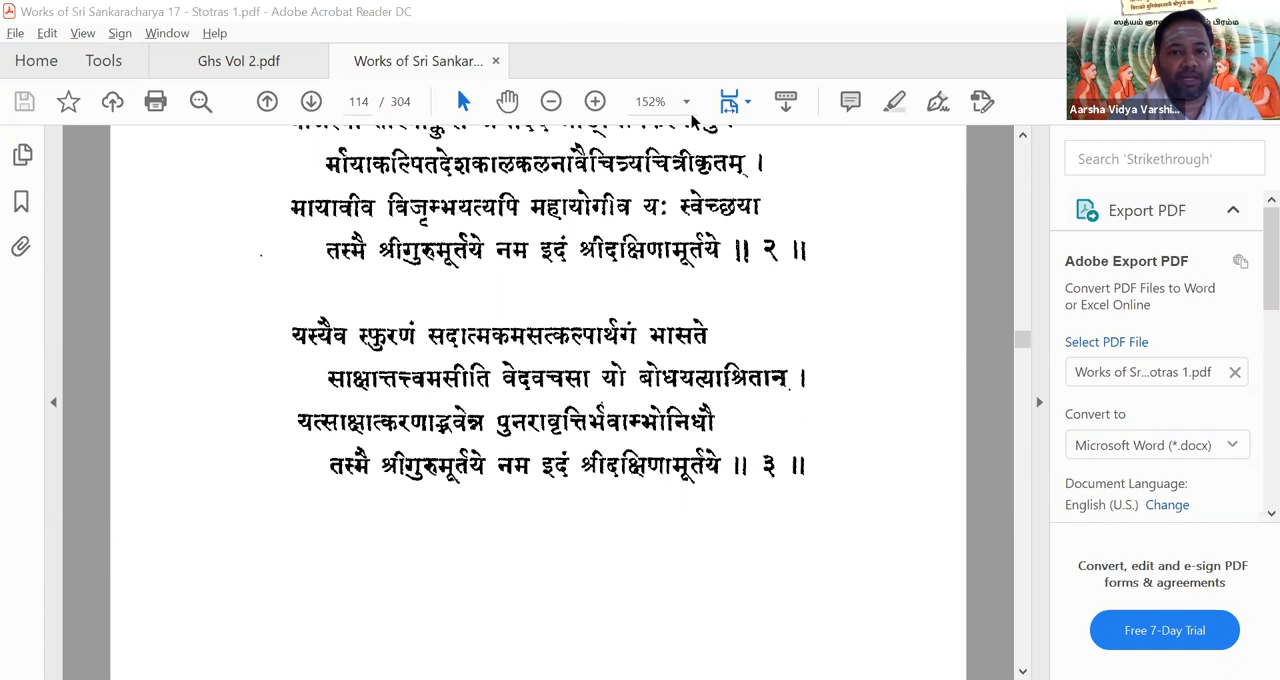 Works of Sri Sankaracharya 17 - Stotras 1.pdf - Adobe Acrobat Reader DC
File Edit View Sign Window Help
Home Tools Ghs Vol 2.pdf Works of Sri Sankar... ×
114 / 304 152%
र्मायाकल्पितदेशकालकलनावैचित्र्यचित्रीकृतम् ।
मायावीव विजृम्भयत्यपि महायोगीव यः स्वेच्छया
तस्मै श्रीगुरुमूर्तये नम इदं श्रीदक्षिणामूर्तये ॥ २ ॥
यस्यैव स्फुरणं सदात्मकमसत्कल्पार्थगं भासते
साक्षात्तत्त्वमसीति वेदवचसा यो बोधयत्याश्रितान् ।
यत्साक्षात्करणाद्भवेन्न पुनरावृत्तिर्भवाम्भोनिधौ
तस्मै श्रीगुरुमूर्तये नम इदं श्रीदक्षिणामूर्तये ॥ ३ ॥
Aarsha Vidya Varshi...
Search 'Strikethrough'
Export PDF
Adobe Export PDF
Convert PDF Files to Word
or Excel Online
Select PDF File
Works of Sr...otras 1.pdf
Convert to
Microsoft Word (*.docx)
Document Language:
English (U.S.) Change
Convert, edit and e-sign PDF
forms & agreements
Free 7-Day Trial